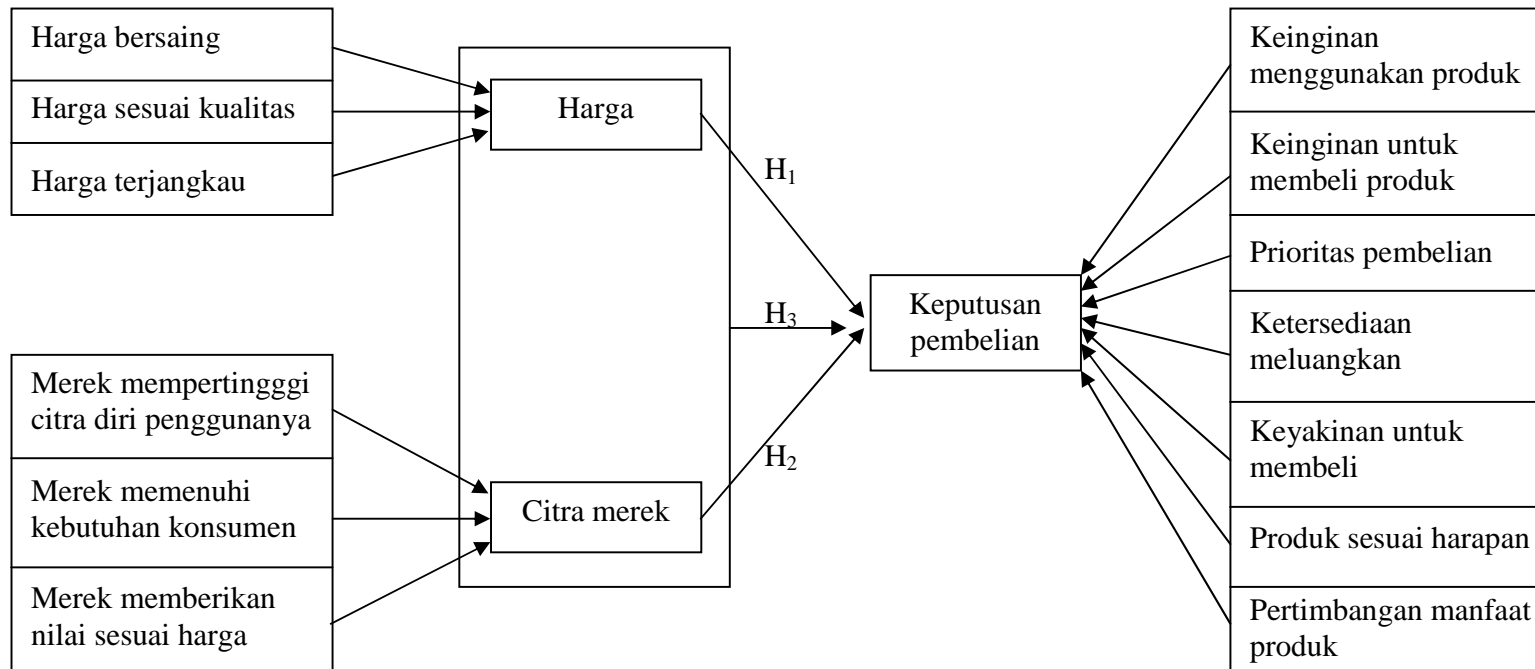 Harga bersaing
Harga sesuai kualitas
Harga terjangkau
Merek mempertingggi
citra diri penggunanya
Merek memenuhi
kebutuhan konsumen
Merek memberikan
nilai sesuai harga
Harga
Citra merek
H₁
H₃
H₂
Keputusan
pembelian
Keinginan
menggunakan produk
Keinginan untuk
membeli produk
Prioritas pembelian
Ketersediaan
meluangkan
Keyakinan untuk
membeli
Produk sesuai harapan
Pertimbangan manfaat
produk